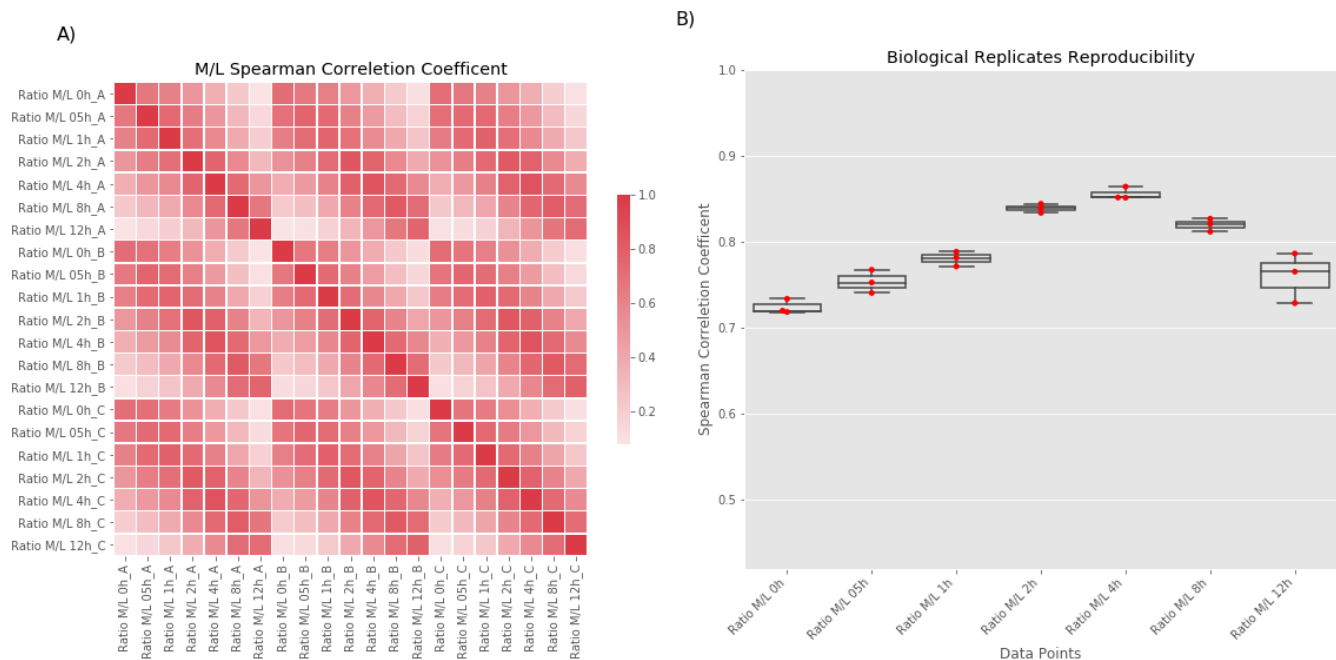 A)
M/L Spearman Correletion Coefficent
Ratio M/L 0h_A
Ratio M/L 05h_A
Ratio M/L 1h_A
Ratio M/L 2h_A
Ratio M/L 4h_A
Ratio M/L 8h_A
Ratio M/L 12h_A
Ratio M/L 0h_B
Ratio M/L 05h_B
Ratio M/L 1h_B
Ratio M/L 2h_B
Ratio M/L 4h_B
Ratio M/L 8h_B
Ratio M/L 12h_B
Ratio M/L 0h_C
Ratio M/L 05h_C
Ratio M/L 1h_C
Ratio M/L 2h_C
Ratio M/L 4h_C
Ratio M/L 8h_C
Ratio M/L 12h_C
Ratio M/L 0h_A
Ratio M/L 05h_A
Ratio M/L 1h_A
Ratio M/L 2h_A
Ratio M/L 4h_A
Ratio M/L 8h_A
Ratio M/L 12h_A
Ratio M/L 0h_B
Ratio M/L 05h_B
Ratio M/L 1h_B
Ratio M/L 2h_B
Ratio M/L 4h_B
Ratio M/L 8h_B
Ratio M/L 12h_B
Ratio M/L 0h_C
Ratio M/L 05h_C
Ratio M/L 1h_C
Ratio M/L 2h_C
Ratio M/L 4h_C
Ratio M/L 8h_C
Ratio M/L 12h_C
1.0
0.8
0.6
0.4
0.2
B)
Biological Replicates Reproducibility
Spearman Correletion Coefficent
1.0
0.9
0.8
0.7
0.6
0.5
Ratio M/L 0h
Ratio M/L 05h
Ratio M/L 1h
Ratio M/L 2h
Ratio M/L 4h
Ratio M/L 8h
Ratio M/L 12h
Data Points